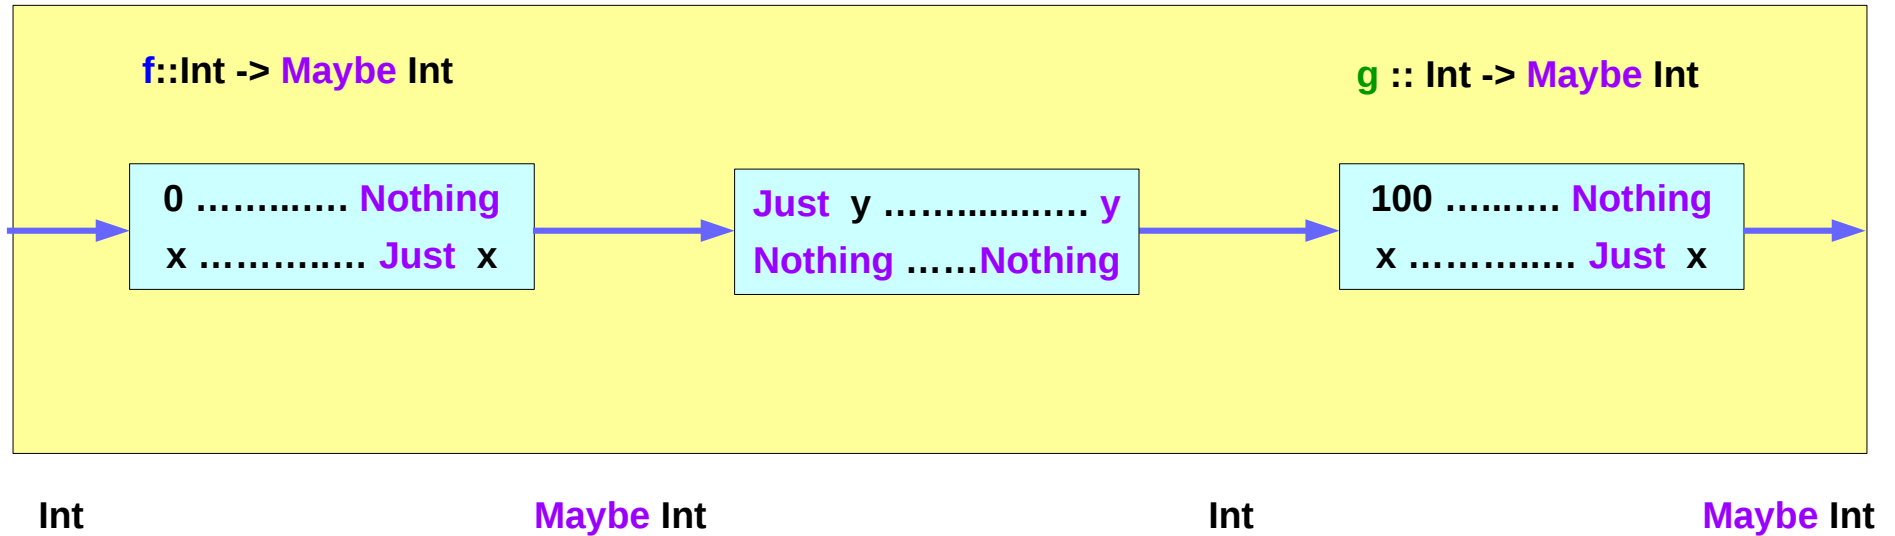 f::Int -> Maybe Int
g :: Int -> Maybe Int
0 ……...…. Nothing
x ………..…. Just x
Just y ……........…. y
Nothing ……Nothing
100 …..…. Nothing
x ………..…. Just x
Int
Maybe Int
Int
Maybe Int